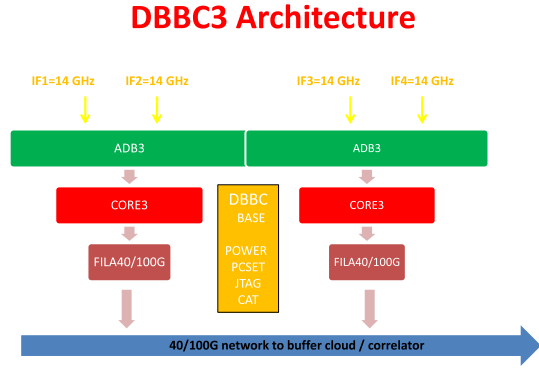 DBBC3 Architecture
IF1=14 GHz
IF2=14 GHz
IF3=14 GHz
IF4=14 GHz
ADB3
ADB3
CORE3
CORE3
DBBC
BASE
POWER
PCSET
JTAG
CAT
FILA40/100G
FILA40/100G
40/100G network to buffer cloud / correlator